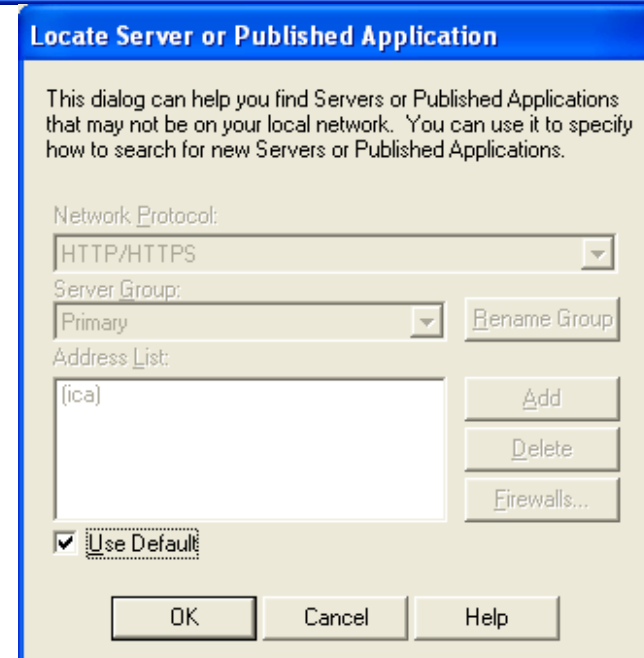 Locate Server or Published Application
This dialog can help you find Servers or Published Applications
that may not be on your local network.  You can use it to specify
how to search for new Servers or Published Applications.
Network Protocol:
HTTP/HTTPS
Server Group:
Primary
Rename Group
Address List:
(ica)
Add
Delete
Firewalls...
Use Default
OK
Cancel
Help